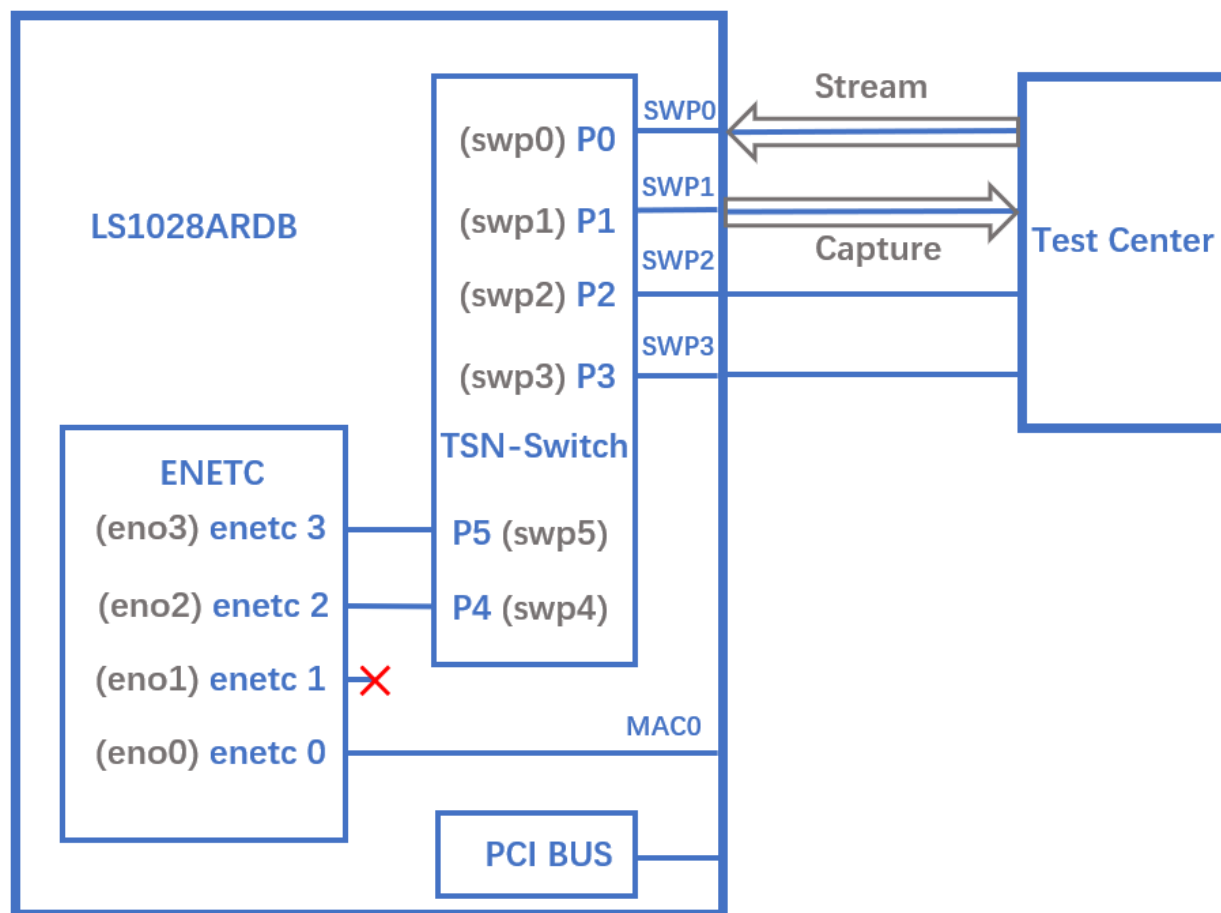 LS1028ARDB
(swp0) P0
(swp1) P1
(swp2) P2
(swp3) P3
TSN-Switch
P5 (swp5)
P4 (swp4)
SWP0
SWP1
SWP2
SWP3
Stream
Capture
Test Center
ENETC
(eno3) enetc 3
(eno2) enetc 2
(eno1) enetc 1
(eno0) enetc 0
MAC0
PCI BUS